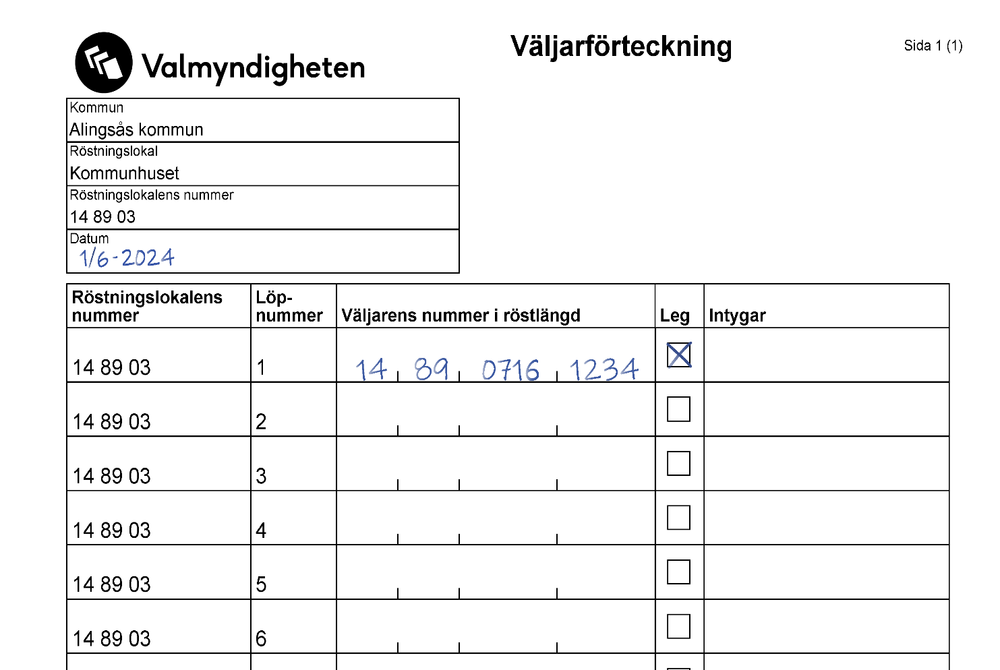 Valmyndigheten
Väljarförteckning
Sida 1 (1)
Kommun
Alingsås kommun
Röstningslokal
Kommunhuset
Röstningslokalens nummer
14 89 03
Datum
1/6-2024
Röstningslokalens nummer
Löp-nummer
Väljarens nummer i röstlängd
Leg
Intygar
14 89 03 1 14 89 0716 1234
14 89 03 2
14 89 03 3
14 89 03 4
14 89 03 5
14 89 03 6